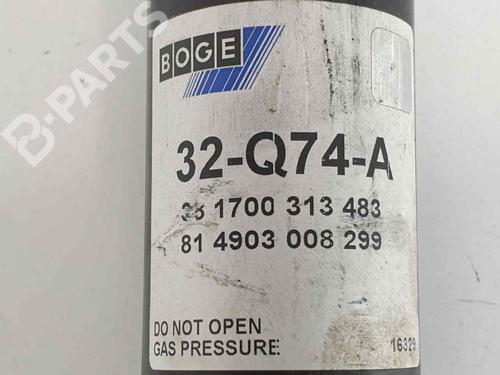 B-PARTS
BOGE
32-Q74-A
1700 313 483
81 4903 008 299
DO NOT OPEN
GAS PRESSURE
16329